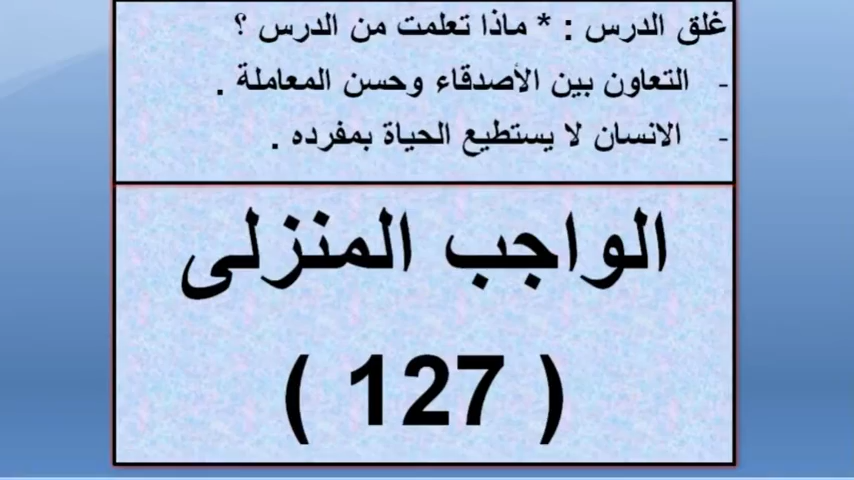 غلق الدرس : * ماذا تعلمت من الدرس ؟
- التعاون بين الأصدقاء وحسن المعاملة .
- الانسان لا يستطيع الحياة بمفرده .
الواجب المنزلى
( 127 )